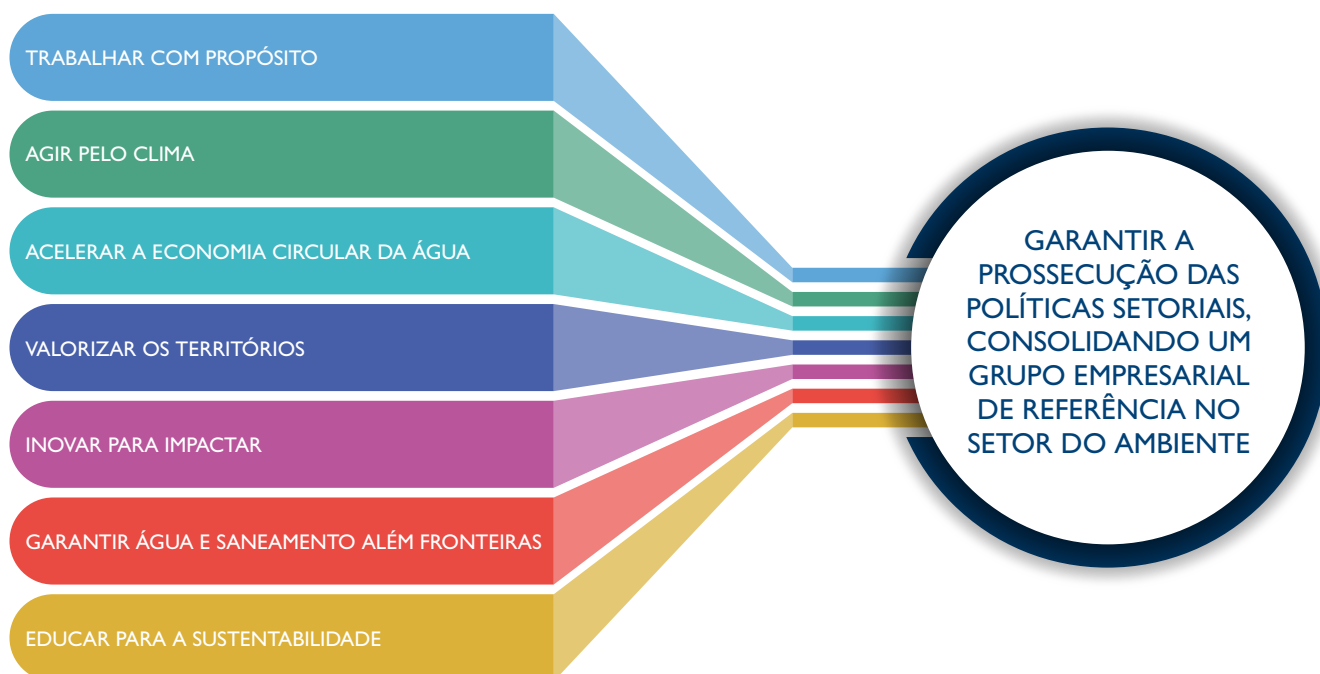 TRABALHAR COM PROPÓSITO
AGIR PELO CLIMA
ACELERAR A ECONOMIA CIRCULAR DA ÁGUA
VALORIZAR OS TERRITÓRIOS
INOVAR PARA IMPACTAR
GARANTIR ÁGUA E SANEAMENTO ALÉM FRONTEIRAS
EDUCAR PARA A SUSTENTABILIDADE
GARANTIR A
PROSSECUÇÃO DAS
POLÍTICAS SETORIAIS,
CONSOLIDANDO UM
GRUPO EMPRESARIAL
DE REFERÊNCIA NO
SETOR DO AMBIENTE